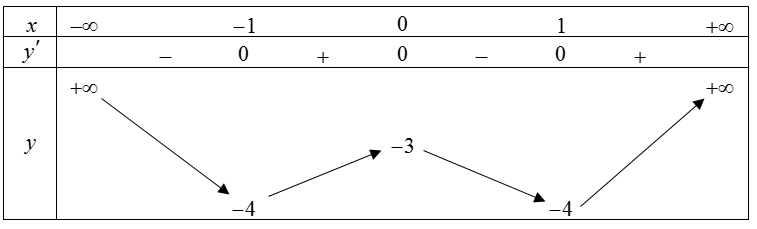 x −∞ −1 0 1 +∞
y′ − 0 + 0 − 0 + 
+∞ +∞
y −3
−4 −4